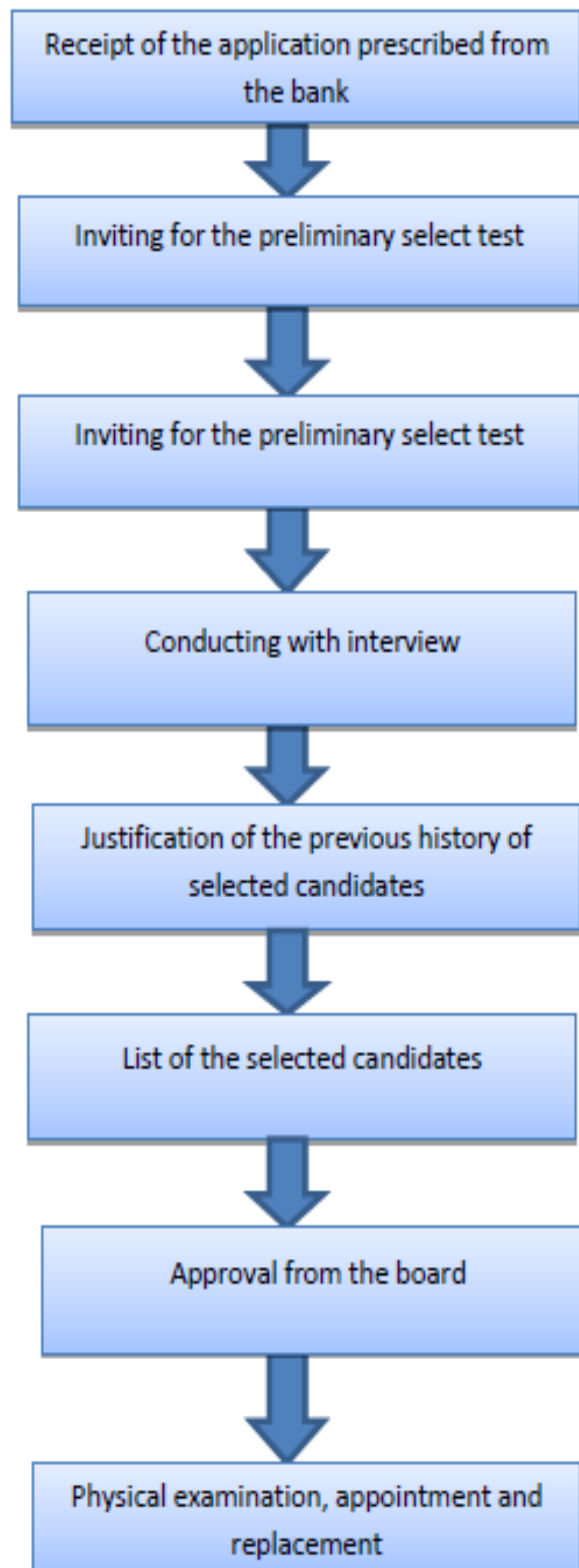 Receipt of the application prescribed from
the bank
Inviting for the preliminary select test
Inviting for the preliminary select test
Conducting with interview
Justification of the previous history of
selected candidates
List of the selected candidates
Approval from the board
Physical examination, appointment and
replacement